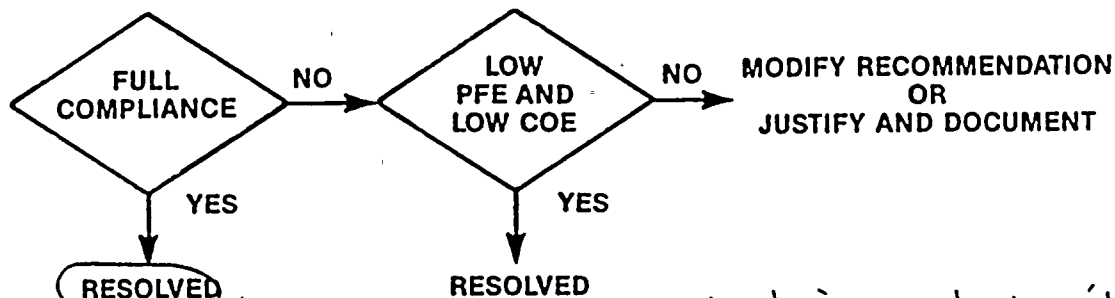 FULL
COMPLIANCE
NO
LOW
PFE AND
LOW COE
NO
MODIFY RECOMMENDATION
OR
JUSTIFY AND DOCUMENT
YES
YES
RESOLVED
RESOLVED